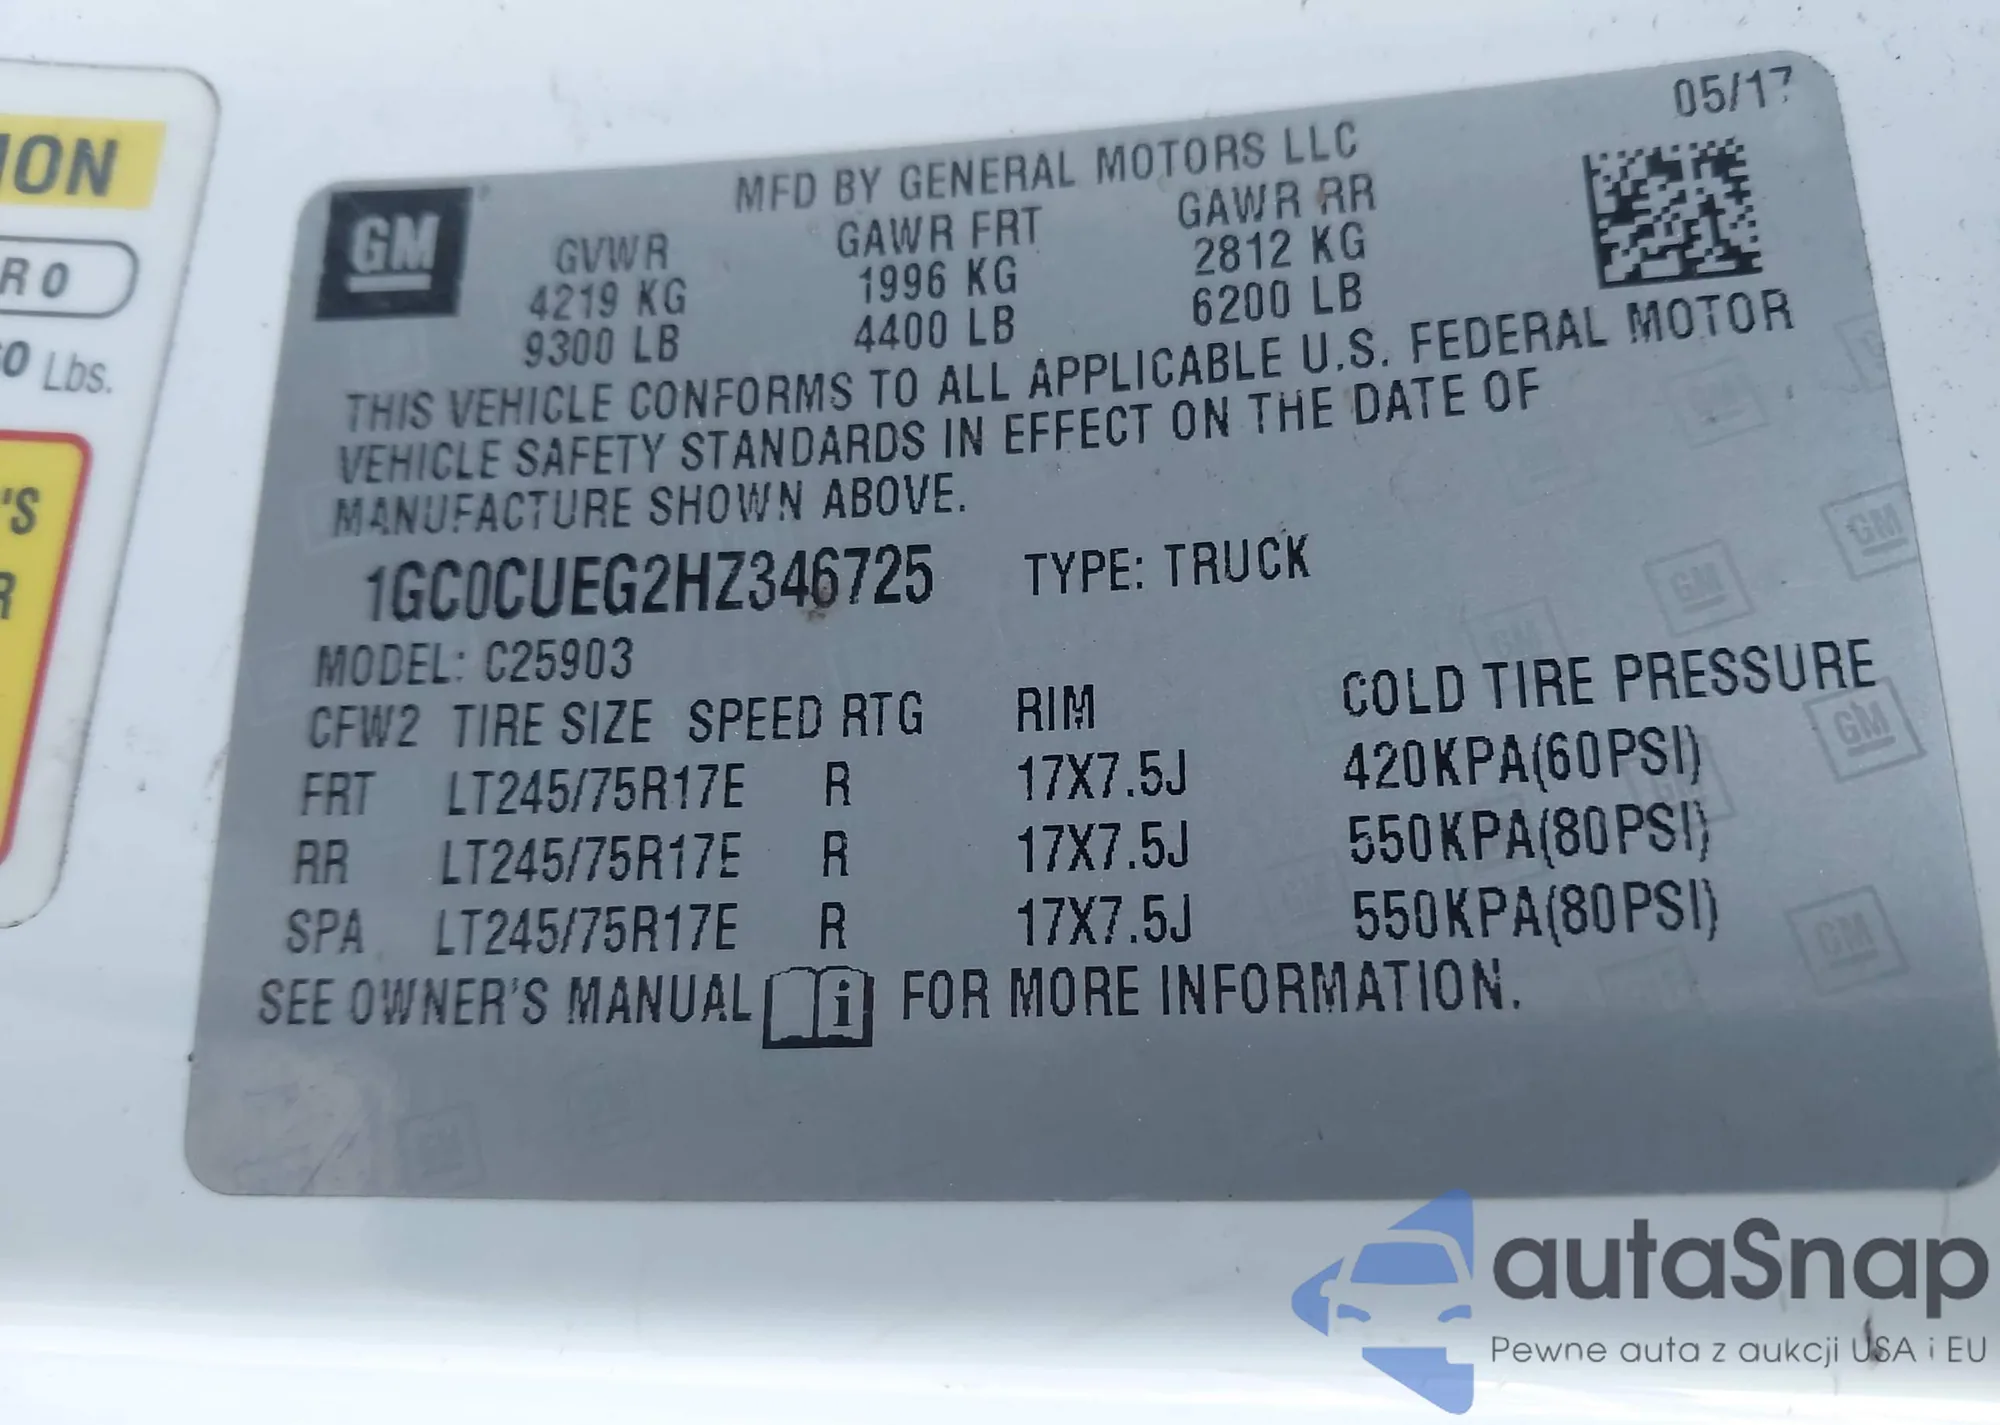 ION
R 0
0 Lbs.
'S
R
05/17
GM
MFD BY GENERAL MOTORS LLC
GVWR GAWR FRT GAWR RR
4219 KG 1996 KG 2812 KG
9300 LB 4400 LB 6200 LB
THIS VEHICLE CONFORMS TO ALL APPLICABLE U.S. FEDERAL MOTOR
VEHICLE SAFETY STANDARDS IN EFFECT ON THE DATE OF
MANUFACTURE SHOWN ABOVE.
1GC0CUEG2HZ346725 TYPE: TRUCK
MODEL: C25903
CFW2 TIRE SIZE SPEED RTG RIM COLD TIRE PRESSURE
FRT LT245/75R17E R 17X7.5J 420KPA(60PSI)
RR LT245/75R17E R 17X7.5J 550KPA(80PSI)
SPA LT245/75R17E R 17X7.5J 550KPA(80PSI)
SEE OWNER'S MANUAL i FOR MORE INFORMATION.
autaSnap
Pewne auta z aukcji USA i EU